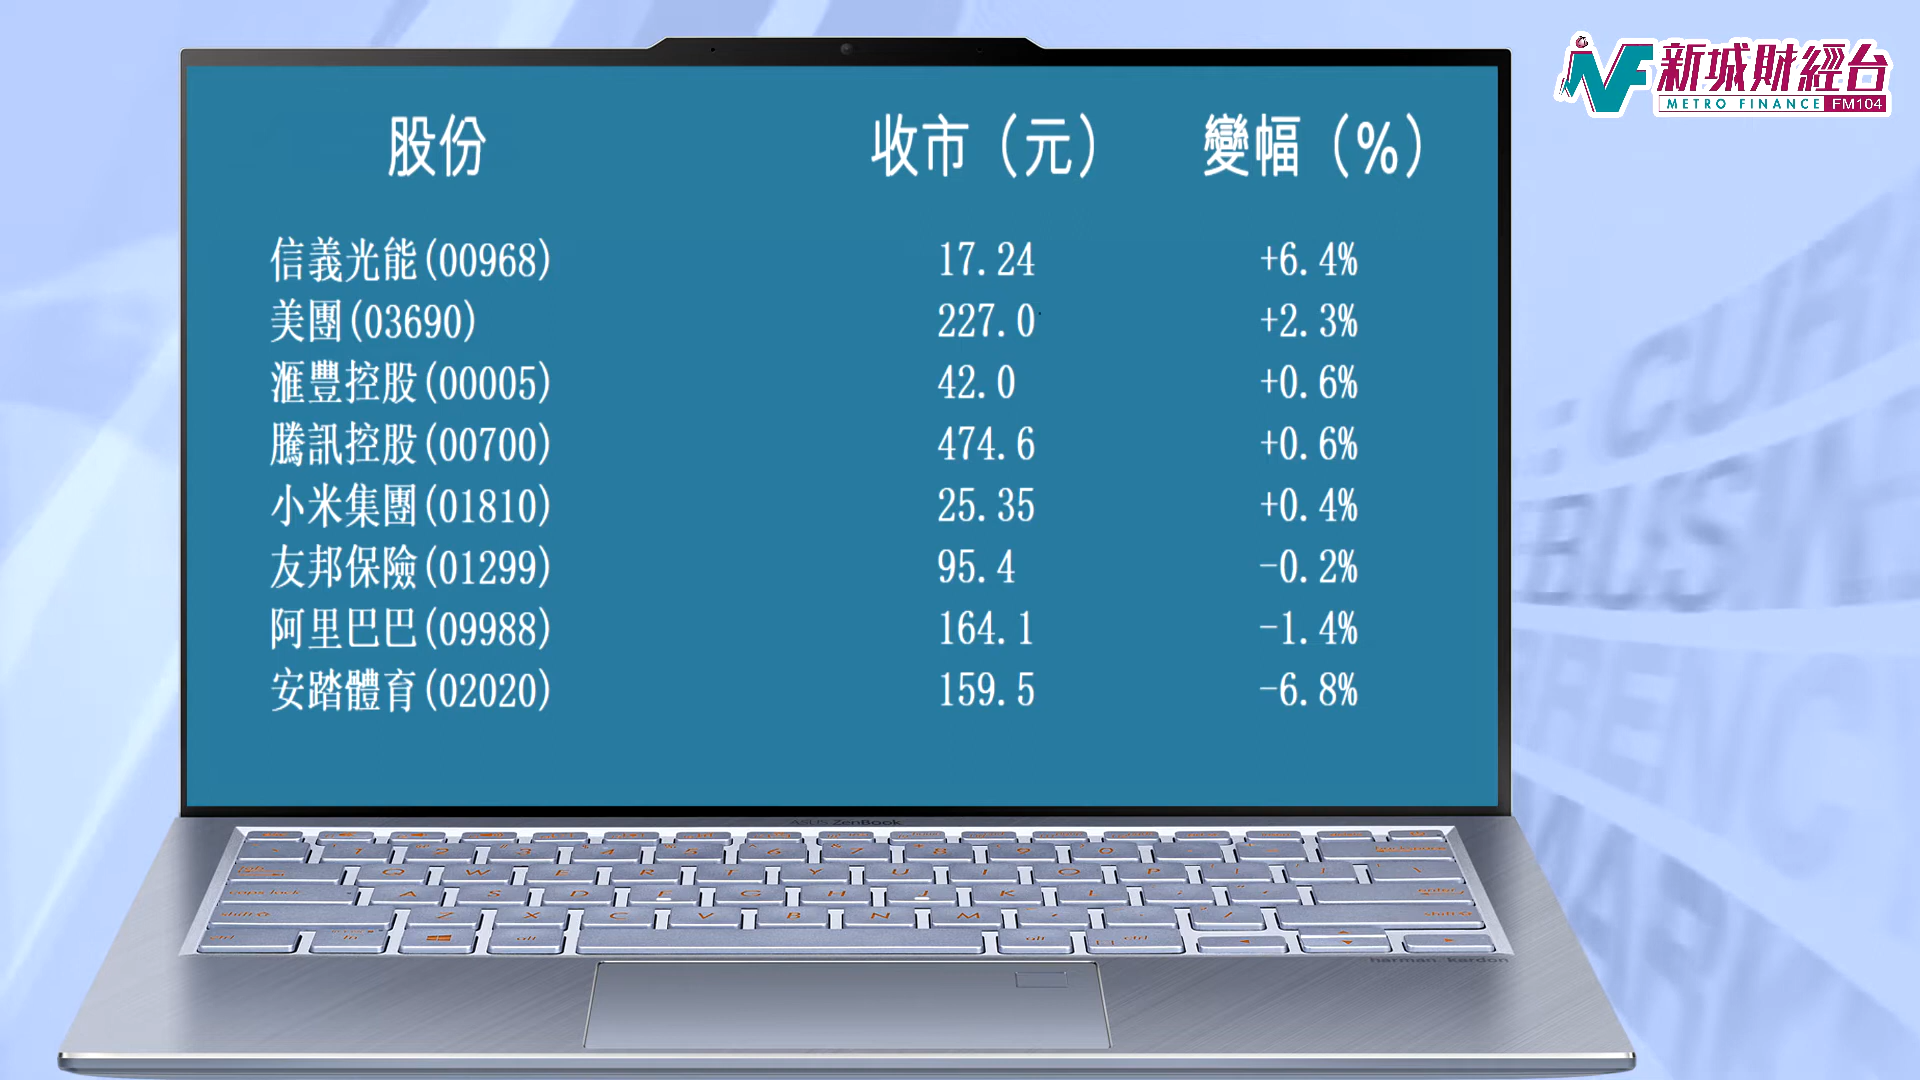 新城財經台
METRO FINANCE FM104
股份 收市（元） 變幅（%）
信義光能(00968) 17.24 +6.4%
美團(03690) 227.0 +2.3%
滙豐控股(00005) 42.0 +0.6%
騰訊控股(00700) 474.6 +0.6%
小米集團(01810) 25.35 +0.4%
友邦保險(01299) 95.4 -0.2%
阿里巴巴(09988) 164.1 -1.4%
安踏體育(02020) 159.5 -6.8%
ASUS ZenBook
harman kardon